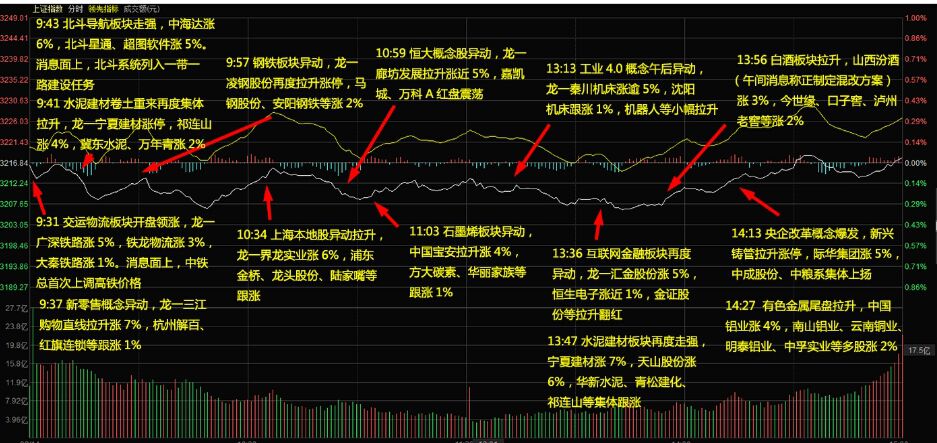 上证指数 分时 领先指标 成交额(元)
3249.01
3244.41
3239.82
3235.22
3230.63
3226.03
3221.43
3216.84
3212.24
3207.65
3203.05
3198.46
3193.86
3189.27
27.7亿
23.8亿
19.8亿
15.8亿
11.9亿
7.92亿
3.96亿
1.00%
0.86%
0.71%
0.57%
0.43%
0.29%
0.14%
0.00%
0.14%
0.29%
0.43%
0.57%
0.71%
0.86%
17.5亿
9:43 北斗导航板块走强，中海达涨
6%，北斗星通、超图软件涨 5%。
消息面上，北斗系统列入一带一
路建设任务
9:41 水泥建材卷土重来再度集体
拉升，龙一宁夏建材涨停，祁连山
涨 4%，冀东水泥、万年青涨 2%
9:57 钢铁板块异动，龙一
凌钢股份再度拉升涨停，马
钢股份、安阳钢铁等涨 2%
10:59 恒大概念股异动，龙一
廊坊发展拉升涨近 5%，嘉凯
城、万科 A 红盘震荡
13:13 工业 4.0 概念午后异动，
龙一秦川机床涨逾 5%，沈阳
机床跟涨 1%，机器人等小幅拉升
13:56 白酒板块拉升，山西汾酒
（午间消息称正制定混改方案）
涨 3%，今世缘、口子窖、泸州
老窖等涨 2%
9:31 交运物流板块开盘领涨，龙一
广深铁路涨 5%，铁龙物流涨 3%，
大秦铁路涨 1%。消息面上，中铁
总首次上调高铁价格
9:37 新零售概念异动，龙一三江
购物直线拉升涨 7%，杭州解百、
红旗连锁等跟涨 1%
10:34 上海本地股异动拉升，
龙一界龙实业涨 6%，浦东
金桥、龙头股份、陆家嘴等
跟涨
11:03 石墨烯板块异动，
中国宝安拉升涨 4%，
方大碳素、华丽家族等
跟涨 1%
13:36 互联网金融板块再度
异动，龙一汇金股份涨 5%，
恒生电子涨近 1%，金证股
份等拉升翻红
13:47 水泥建材板块再度走强，
宁夏建材涨 7%，天山股份涨
6%，华新水泥、青松建化、
祁连山等集体跟涨
14:13 央企改革概念爆发，新兴
铸管拉升涨停，际华集团涨 5%，
中成股份、中粮系集体上扬
14:27 有色金属尾盘拉升，中国
铝业涨 4%，南山铝业、云南铜业、
明泰铝业、中孚实业等多股涨 2%